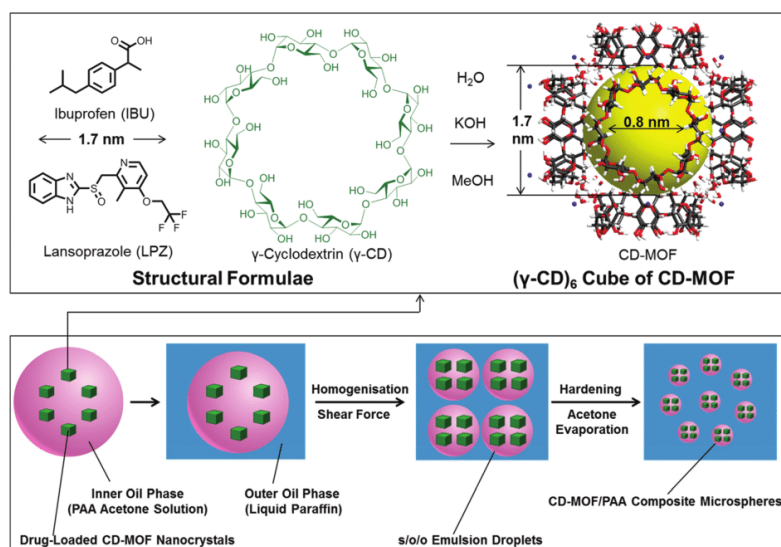 OH
O
Ibuprofen (IBU)
1.7 nm
N
N
H
S
O
N
O
F
F
F
Lansoprazole (LPZ)
Structural Formulae
OH
HO
O
γ-Cyclodextrin (γ-CD)
H₂O
KOH
MeOH
1.7
nm
0.8 nm
CD-MOF
(γ-CD)₆ Cube of CD-MOF
Homogenisation
Shear Force
Hardening
Acetone
Evaporation
Inner Oil Phase
(PAA Acetone Solution)
Outer Oil Phase
(Liquid Paraffin)
CD-MOF/PAA Composite Microspheres
Drug-Loaded CD-MOF Nanocrystals
s/o/o Emulsion Droplets